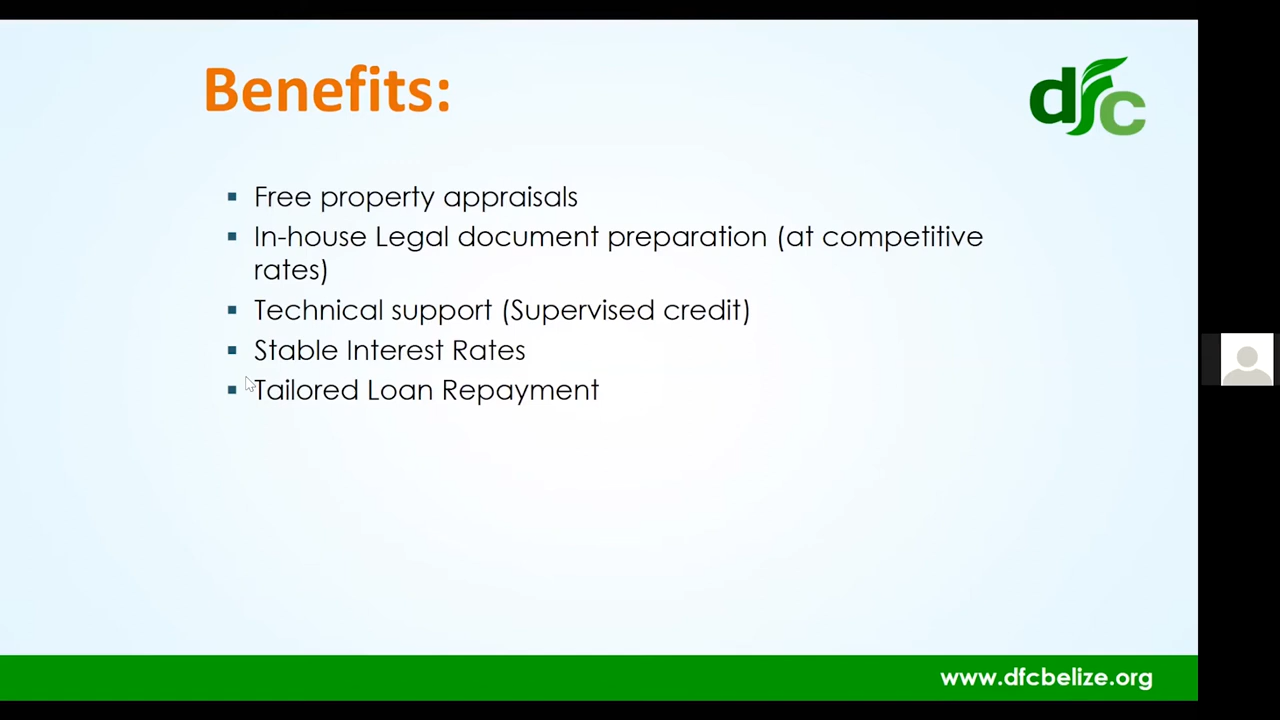 Benefits:
dfc
▪ Free property appraisals
▪ In-house Legal document preparation (at competitive
rates)
▪ Technical support (Supervised credit)
▪ Stable Interest Rates
▪ Tailored Loan Repayment
www.dfcbelize.org